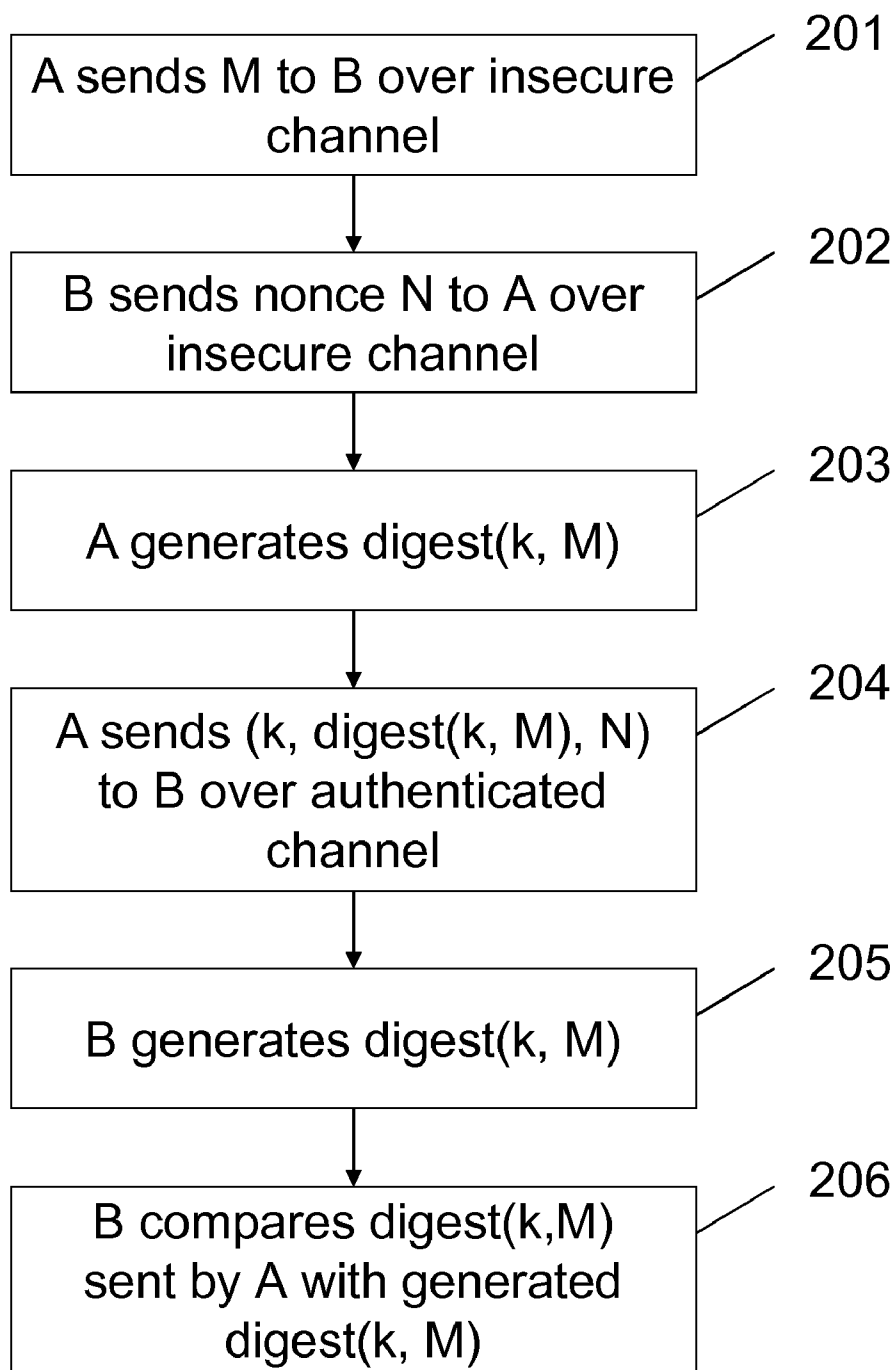 201
A sends M to B over insecure
channel
202
B sends nonce N to A over
insecure channel
203
A generates digest(k, M)
204
A sends (k, digest(k, M), N)
to B over authenticated
channel
205
B generates digest(k, M)
206
B compares digest(k,M)
sent by A with generated
digest(k, M)